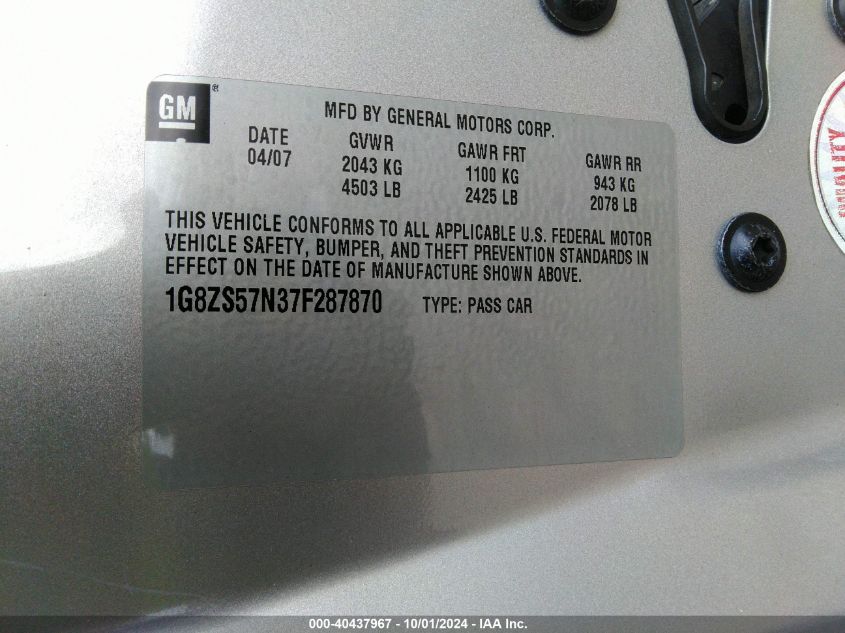 GM®
MFD BY GENERAL MOTORS CORP.
DATE GVWR GAWR FRT GAWR RR
04/07 2043 KG 1100 KG 943 KG
4503 LB 2425 LB 2078 LB
THIS VEHICLE CONFORMS TO ALL APPLICABLE U.S. FEDERAL MOTOR
VEHICLE SAFETY, BUMPER, AND THEFT PREVENTION STANDARDS IN
EFFECT ON THE DATE OF MANUFACTURE SHOWN ABOVE.
1G8ZS57N37F287870 TYPE: PASS CAR
000-40437967 - 10/01/2024 - IAA Inc.